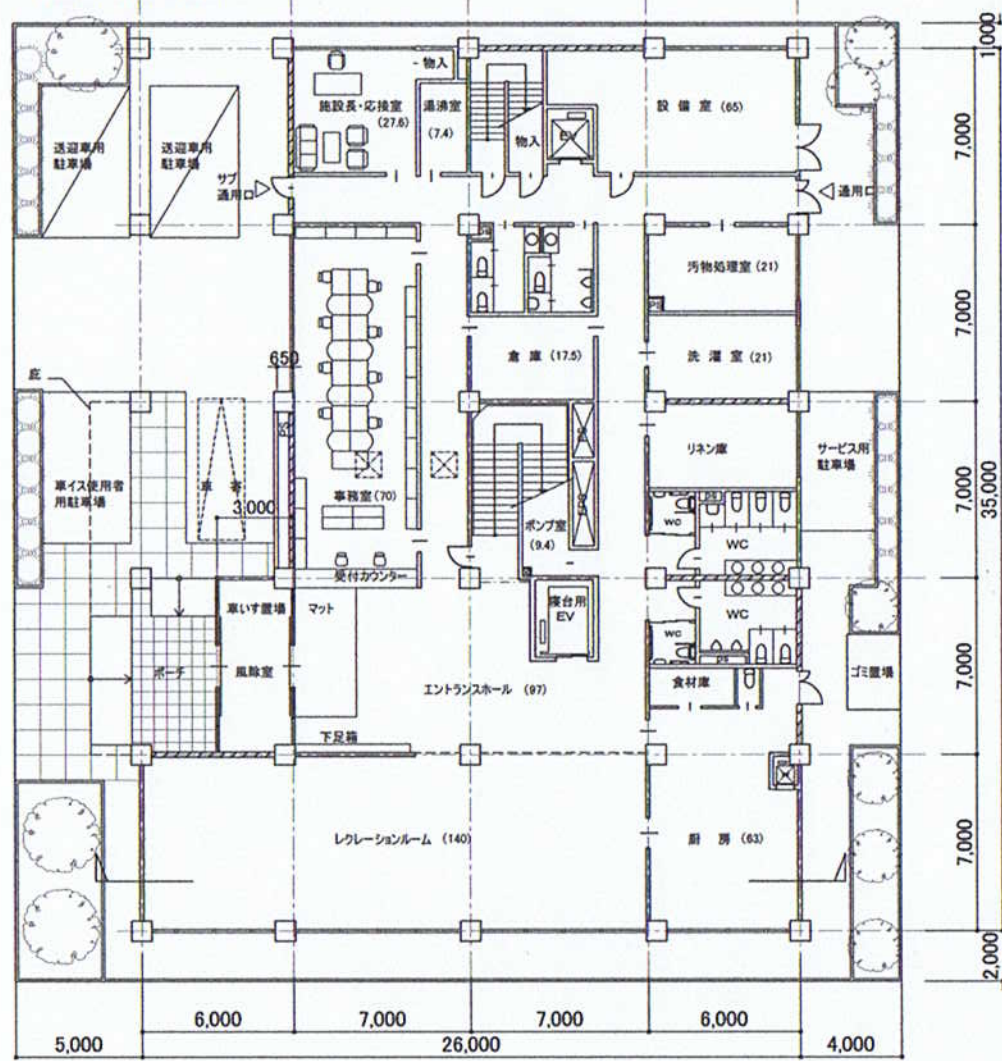 1,000
物入
施設長・応接室
(27.6)
湯沸室
(7.4)
物入
EV
設備室 (65)
7,000
送迎車用
駐車場
送迎車用
駐車場
サブ
通用口
通用口
PS
汚物処理室 (21)
PS
7,000
650
倉庫 (17.5)
洗濯室 (21)
庇
PS
車イス使用者
用駐車場
車寄
3,000
事務室(70)
PS
EPS
ポンプ室
(9.4)
リネン庫
サービス用
駐車場
7,000
35,000
WC
PS
WC
受付カウンター
車いす置場
マット
寝台用
EV
WC
WC
PS
ポーチ
風除室
エントランスホール (97)
食材庫
ゴミ置場
7,000
下足箱
レクレーションルーム (140)
厨房 (63)
7,000
2,000
6,000
7,000
7,000
6,000
5,000
26,000
4,000